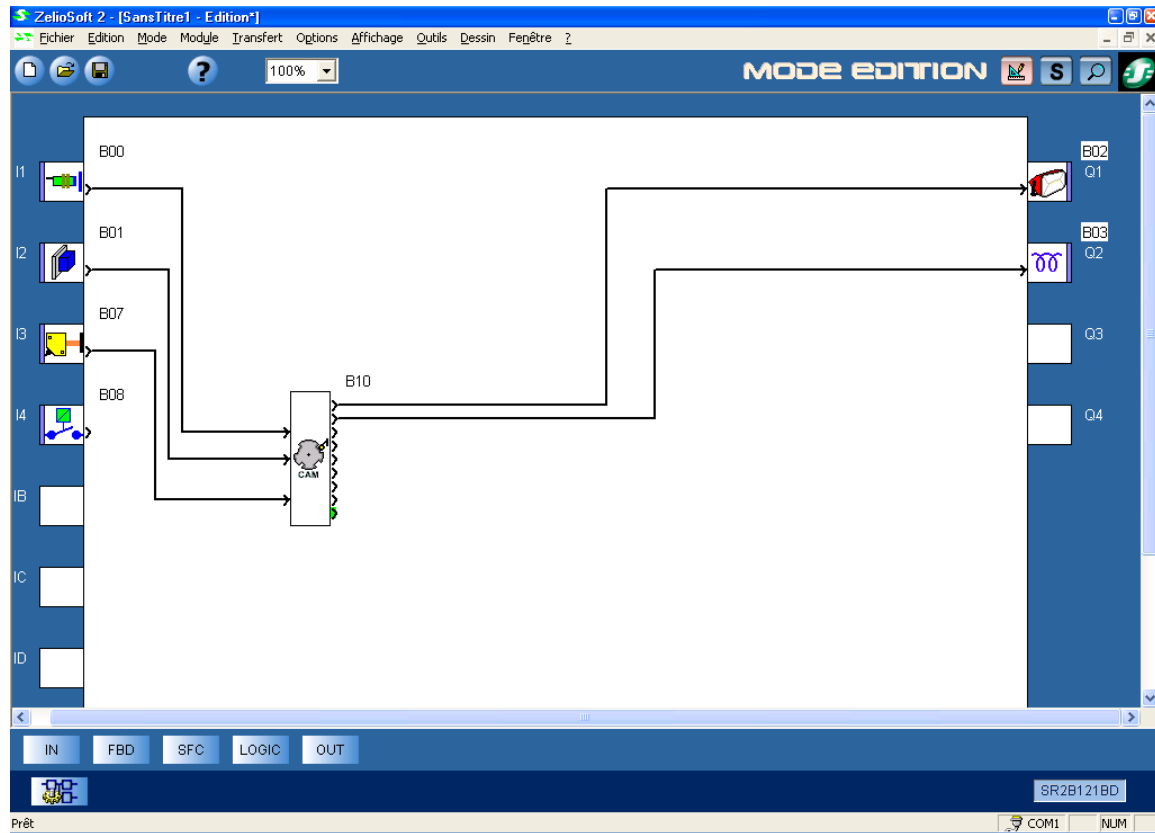 ZelioSoft 2 - [SansTitre1 - Edition*]
Fichier Edition Mode Module Transfert Options Affichage Outils Dessin Fenêtre ?
100% MODE EDITION S
B00 B02
I1 Q1
B01 B03
I2 Q2
B07
I3 Q3
B10
B08
I4 Q4
CAM
IB
IC
ID
IN FBD SFC LOGIC OUT
SR2B121BD
Prêt COM1 NUM